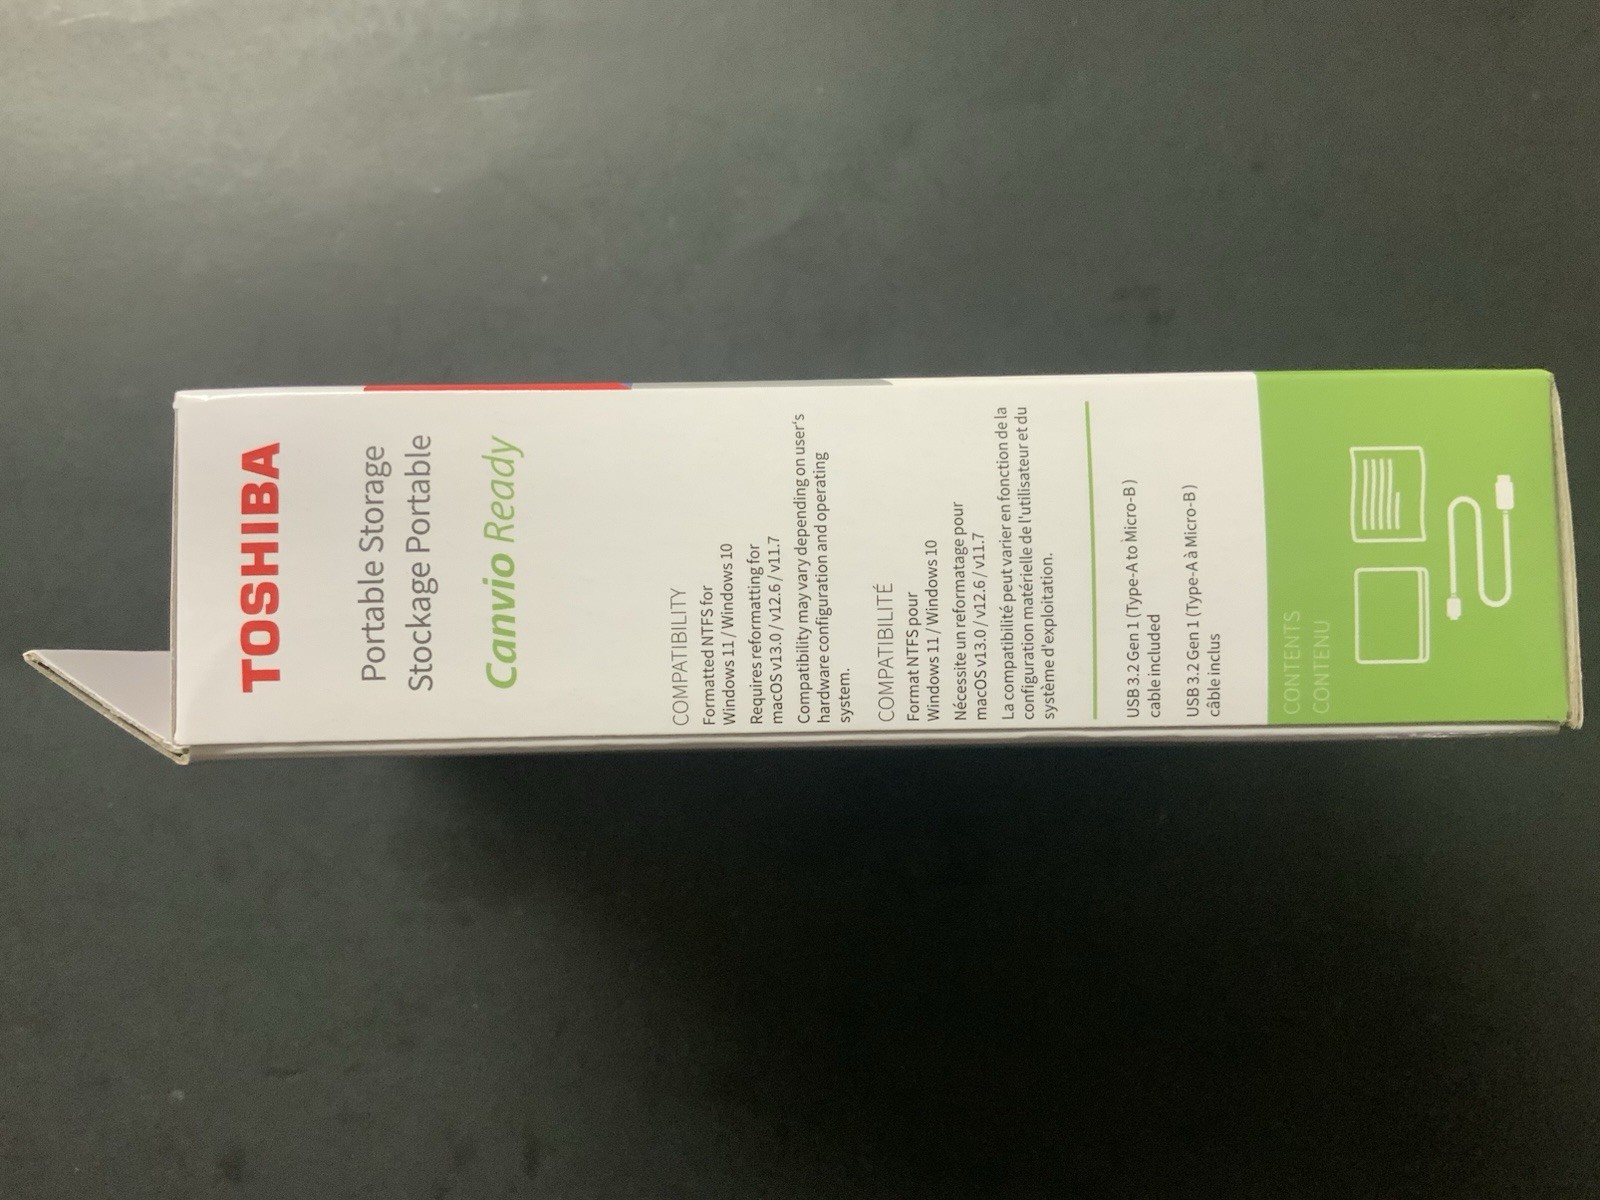 TOSHIBA
Portable Storage
Stockage Portable
Canvio Ready
COMPATIBILITY
Formatted NTFS for
Windows 11 / Windows 10
Requires reformatting for
macOS v13.0 / v12.6 / v11.7
Compatibility may vary depending on user's
hardware configuration and operating
system.
COMPATIBILITÉ
Format NTFS pour
Windows 11 / Windows 10
Nécessite un reformatage pour
macOS v13.0 / v12.6 / v11.7
La compatibilité peut varier en fonction de la
configuration matérielle de l'utilisateur et du
système d'exploitation.
USB 3.2 Gen 1 (Type-A to Micro-B)
cable included
USB 3.2 Gen 1 (Type-A à Micro-B)
câble inclus
CONTENTS
CONTENU